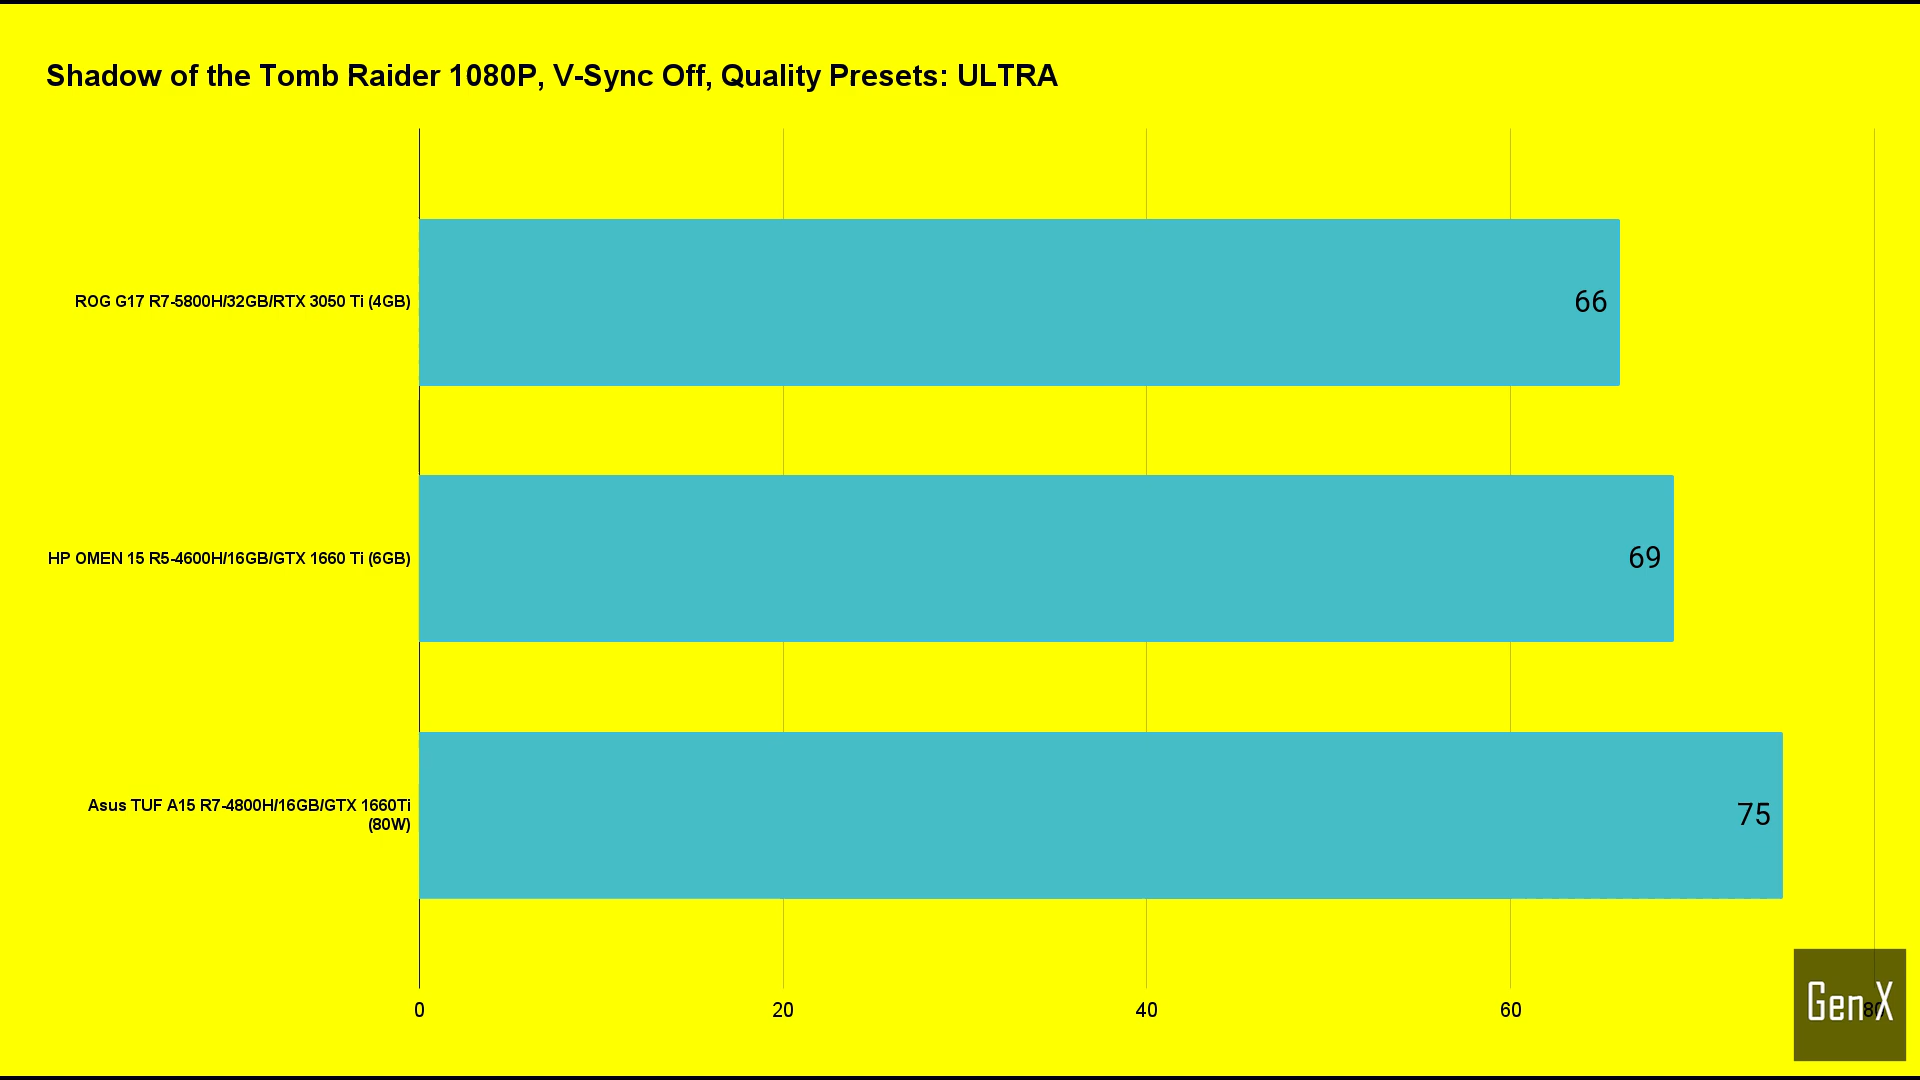 Shadow of the Tomb Raider 1080P, V-Sync Off, Quality Presets: ULTRA
ROG G17 R7-5800H/32GB/RTX 3050 Ti (4GB)
66
HP OMEN 15 R5-4600H/16GB/GTX 1660 Ti (6GB)
69
Asus TUF A15 R7-4800H/16GB/GTX 1660Ti
(80W)
75
0
20
40
60
80
Gen X